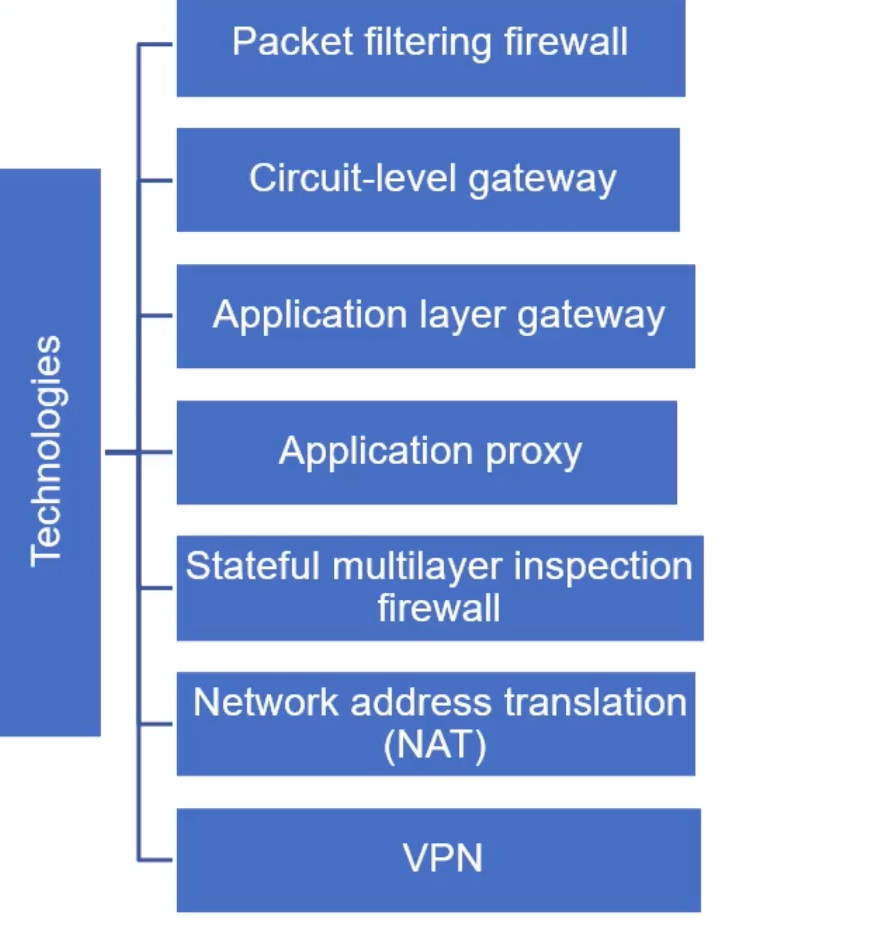 Technologies
Packet filtering firewall
Circuit-level gateway
Application layer gateway
Application proxy
Stateful multilayer inspection
firewall
Network address translation
(NAT)
VPN